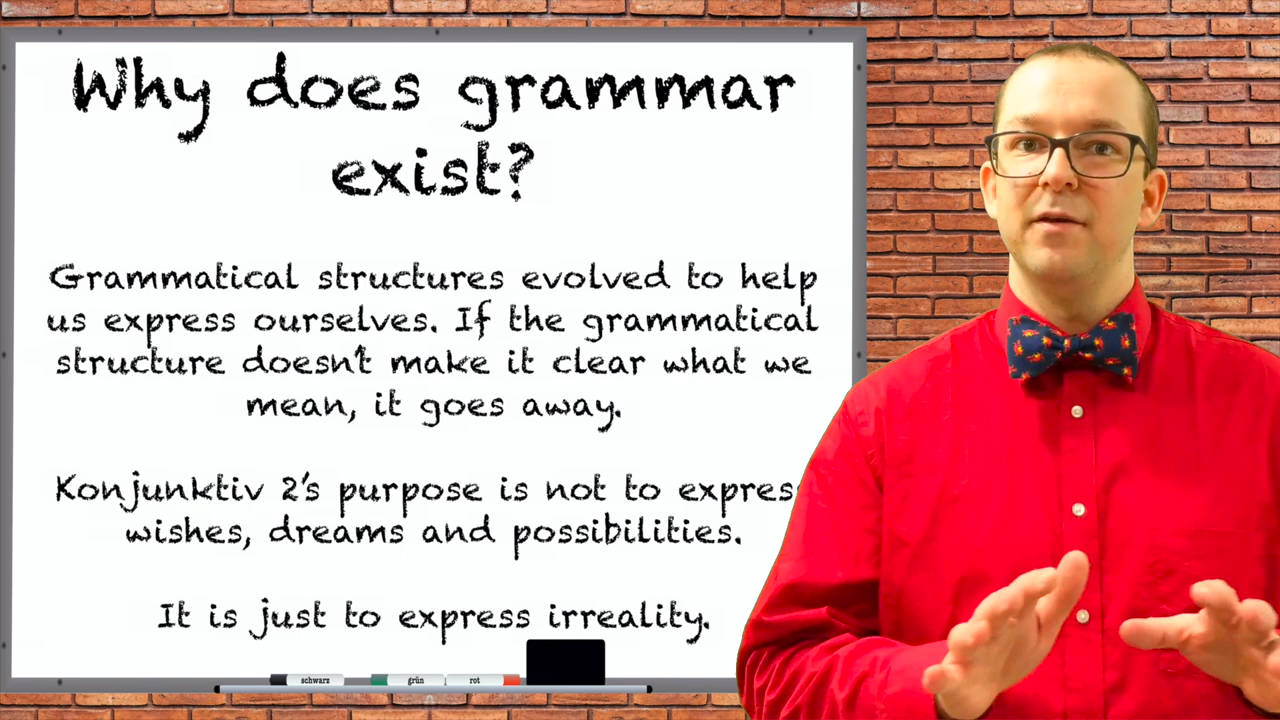 Why does grammar
exist?
Grammatical structures evolved to help
us express ourselves. If the grammatical
structure doesn't make it clear what we
mean, it goes away.
Konjunktiv 2's purpose is not to expres
wishes, dreams and possibilities.
It is just to express irreality.
schwarz grün rot